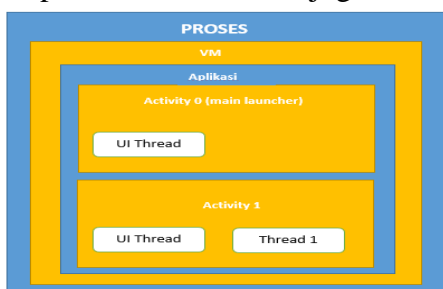 PROSES
VM
Aplikasi
Activity 0 (main launcher)
UI Thread
Activity 1
UI Thread Thread 1